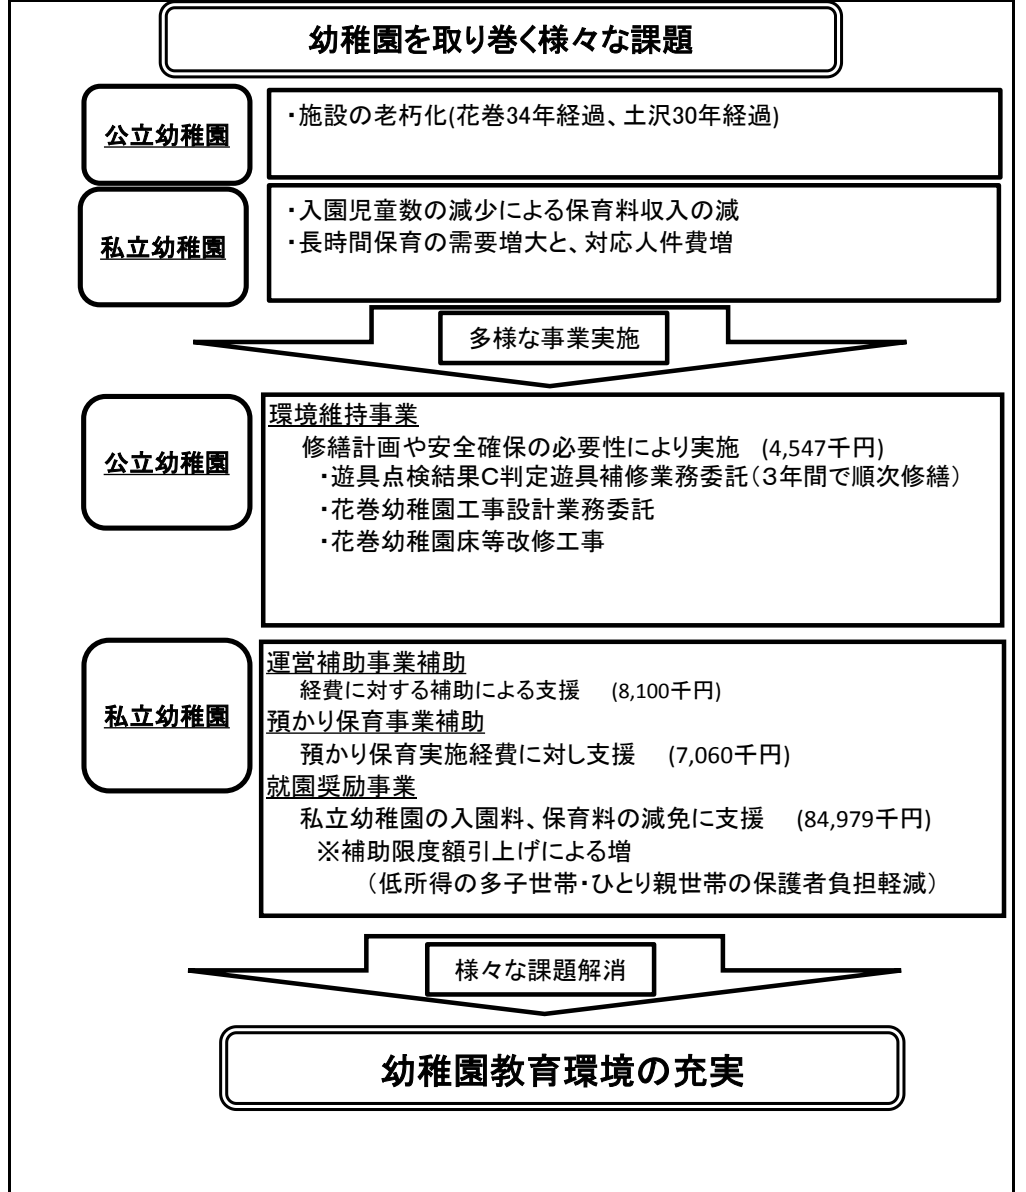 幼稚園を取り巻く様々な課題
公立幼稚園
・施設の老朽化(花巻34年経過、土沢30年経過)
私立幼稚園
・入園児童数の減少による保育料収入の減
・長時間保育の需要増大と、対応人件費増
多様な事業実施
公立幼稚園
環境維持事業
修繕計画や安全確保の必要性により実施 (4,547千円)
・遊具点検結果C判定遊具補修業務委託(3年間で順次修繕)
・花巻幼稚園工事設計業務委託
・花巻幼稚園床等改修工事
私立幼稚園
運営補助事業補助
経費に対する補助による支援 (8,100千円)
預かり保育事業補助
預かり保育実施経費に対し支援 (7,060千円)
就園奨励事業
私立幼稚園の入園料、保育料の減免に支援 (84,979千円)
※補助限度額引上げによる増
(低所得の多子世帯・ひとり親世帯の保護者負担軽減)
様々な課題解消
幼稚園教育環境の充実